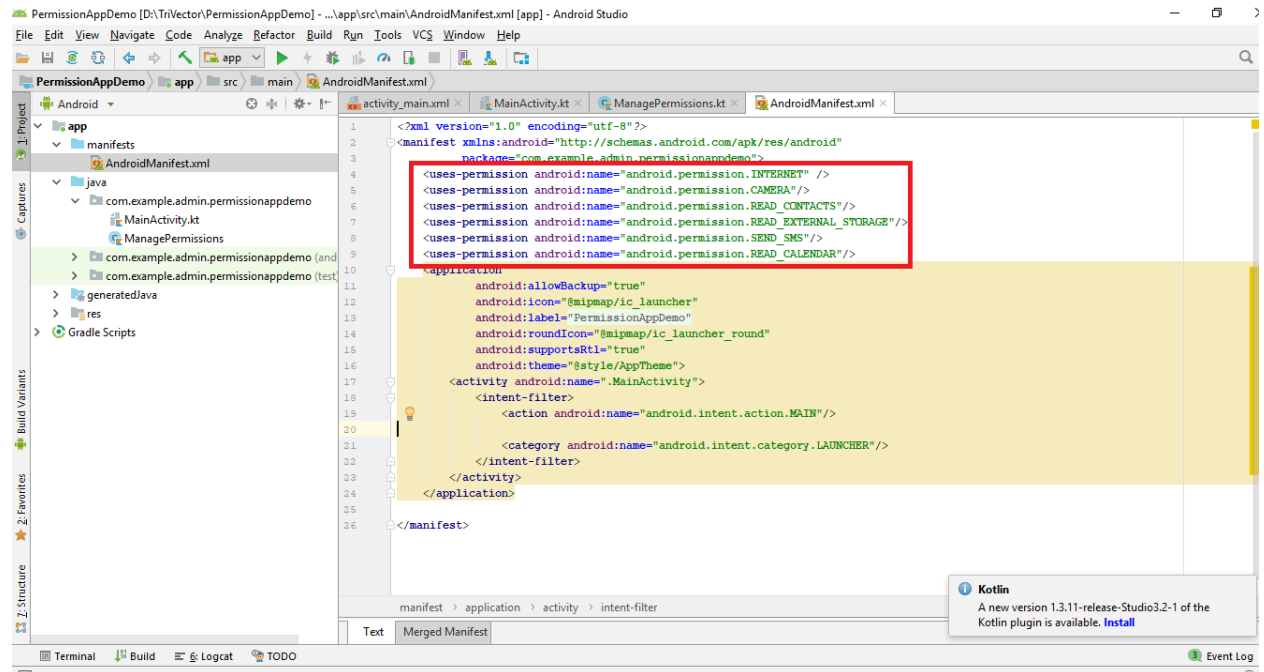 PermissionAppDemo [D:\TriVector\PermissionAppDemo] - ...\app\src\main\AndroidManifest.xml [app] - Android Studio
File Edit View Navigate Code Analyze Refactor Build Run Tools VCS Window Help
app
PermissionAppDemo app src main AndroidManifest.xml
Android
activity_main.xml MainActivity.kt ManagePermissions.kt AndroidManifest.xml
1: Project
Captures
Build Variants
2: Favorites
7: Structure
app
manifests
AndroidManifest.xml
java
com.example.admin.permissionappdemo
MainActivity.kt
ManagePermissions
com.example.admin.permissionappdemo (and
com.example.admin.permissionappdemo (test
generatedJava
res
Gradle Scripts
1 <?xml version="1.0" encoding="utf-8"?>
2 <manifest xmlns:android="http://schemas.android.com/apk/res/android"
3 package="com.example.admin.permissionappdemo">
4 <uses-permission android:name="android.permission.INTERNET" />
5 <uses-permission android:name="android.permission.CAMERA"/>
6 <uses-permission android:name="android.permission.READ_CONTACTS"/>
7 <uses-permission android:name="android.permission.READ_EXTERNAL_STORAGE"/>
8 <uses-permission android:name="android.permission.SEND_SMS"/>
9 <uses-permission android:name="android.permission.READ_CALENDAR"/>
10 <application
11 android:allowBackup="true"
12 android:icon="@mipmap/ic_launcher"
13 android:label="PermissionAppDemo"
14 android:roundIcon="@mipmap/ic_launcher_round"
15 android:supportsRtl="true"
16 android:theme="@style/AppTheme">
17 <activity android:name=".MainActivity">
18 <intent-filter>
19 <action android:name="android.intent.action.MAIN"/>
20
21 <category android:name="android.intent.category.LAUNCHER"/>
22 </intent-filter>
23 </activity>
24 </application>
25
26 </manifest>
Kotlin
A new version 1.3.11-release-Studio3.2-1 of the
Kotlin plugin is available. Install
manifest › application › activity › intent-filter
Text Merged Manifest
Terminal Build 6: Logcat TODO
3 Event Log